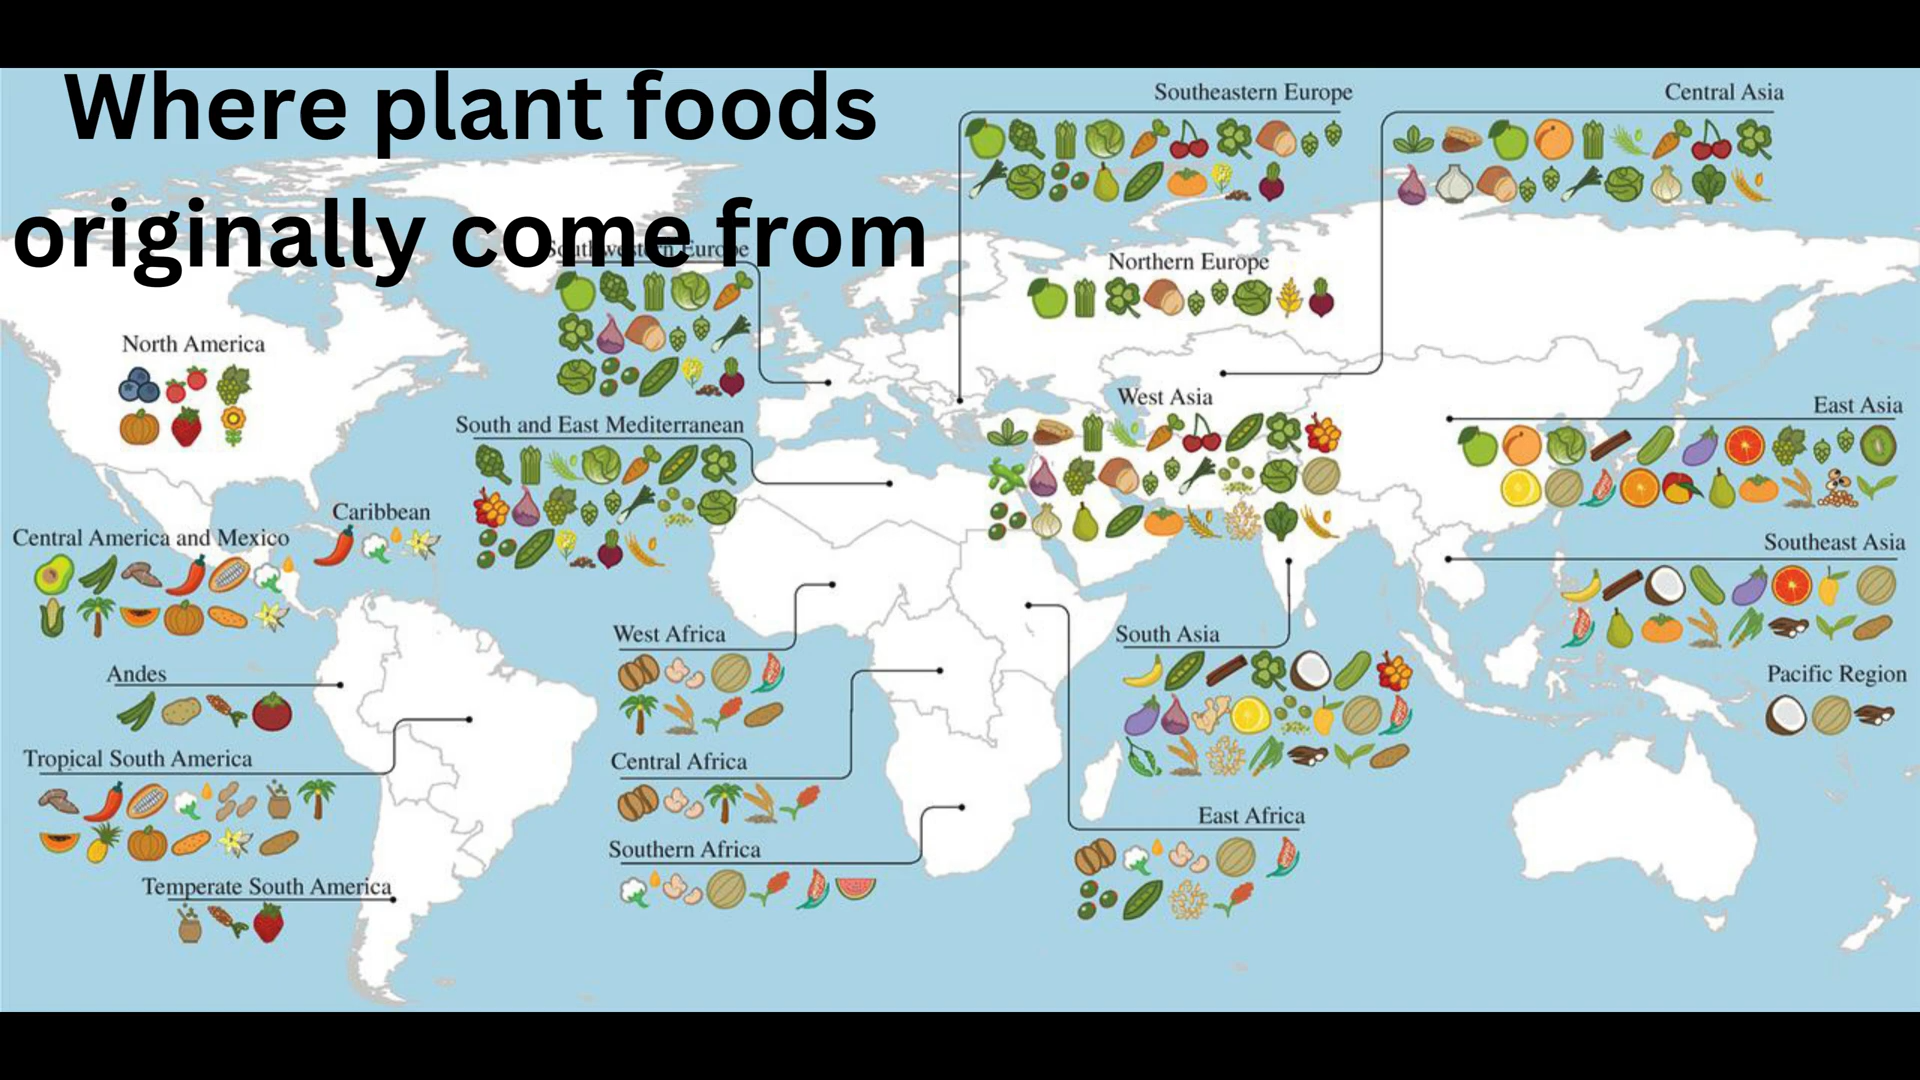 Where plant foods
originally come from
Southeastern Europe
Central Asia
Southwestern Europe
Northern Europe
North America
West Asia
East Asia
South and East Mediterranean
Caribbean
Central America and Mexico
Southeast Asia
West Africa
South Asia
Andes
Pacific Region
Tropical South America
Central Africa
East Africa
Southern Africa
Temperate South America